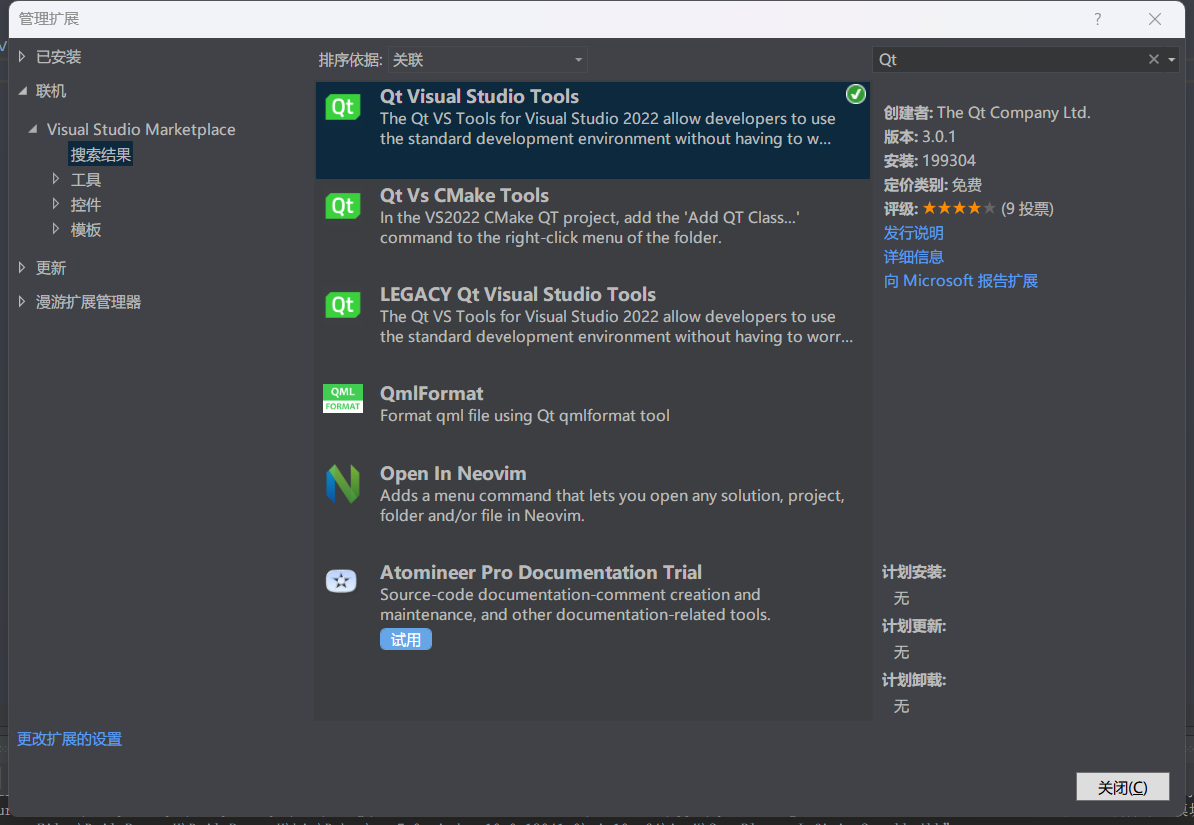 管理扩展
?
已安装
联机
Visual Studio Marketplace
搜索结果
工具
控件
模板
更新
漫游扩展管理器
更改扩展的设置
排序依据: 关联
Qt Visual Studio Tools
The Qt VS Tools for Visual Studio 2022 allow developers to use
the standard development environment without having to w...
Qt Vs CMake Tools
In the VS2022 CMake QT project, add the 'Add QT Class...'
command to the right-click menu of the folder.
LEGACY Qt Visual Studio Tools
The Qt VS Tools for Visual Studio 2022 allow developers to use
the standard development environment without having to worr...
QmlFormat
Format qml file using Qt qmlformat tool
Open In Neovim
Adds a menu command that lets you open any solution, project,
folder and/or file in Neovim.
Atomineer Pro Documentation Trial
Source-code documentation-comment creation and
maintenance, and other documentation-related tools.
试用
Qt
Qt
Qt
QML
FORMAT
Qt
创建者: The Qt Company Ltd.
版本: 3.0.1
安装: 199304
定价类别: 免费
评级: ★★★★★ (9 投票)
发行说明
详细信息
向 Microsoft 报告扩展
计划安装:
无
计划更新:
无
计划卸载:
无
关闭(C)